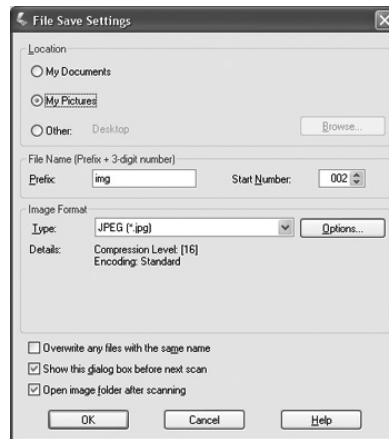 File Save Settings
Location
My Documents
My Pictures
Other: Desktop Browse...
File Name (Prefix + 3-digit number)
Prefix: img Start Number: 002
Image Format
Type: JPEG (*.jpg) Options...
Details: Compression Level: [16]
Encoding: Standard
Overwrite any files with the same name
Show this dialog box before next scan
Open image folder after scanning
OK Cancel Help